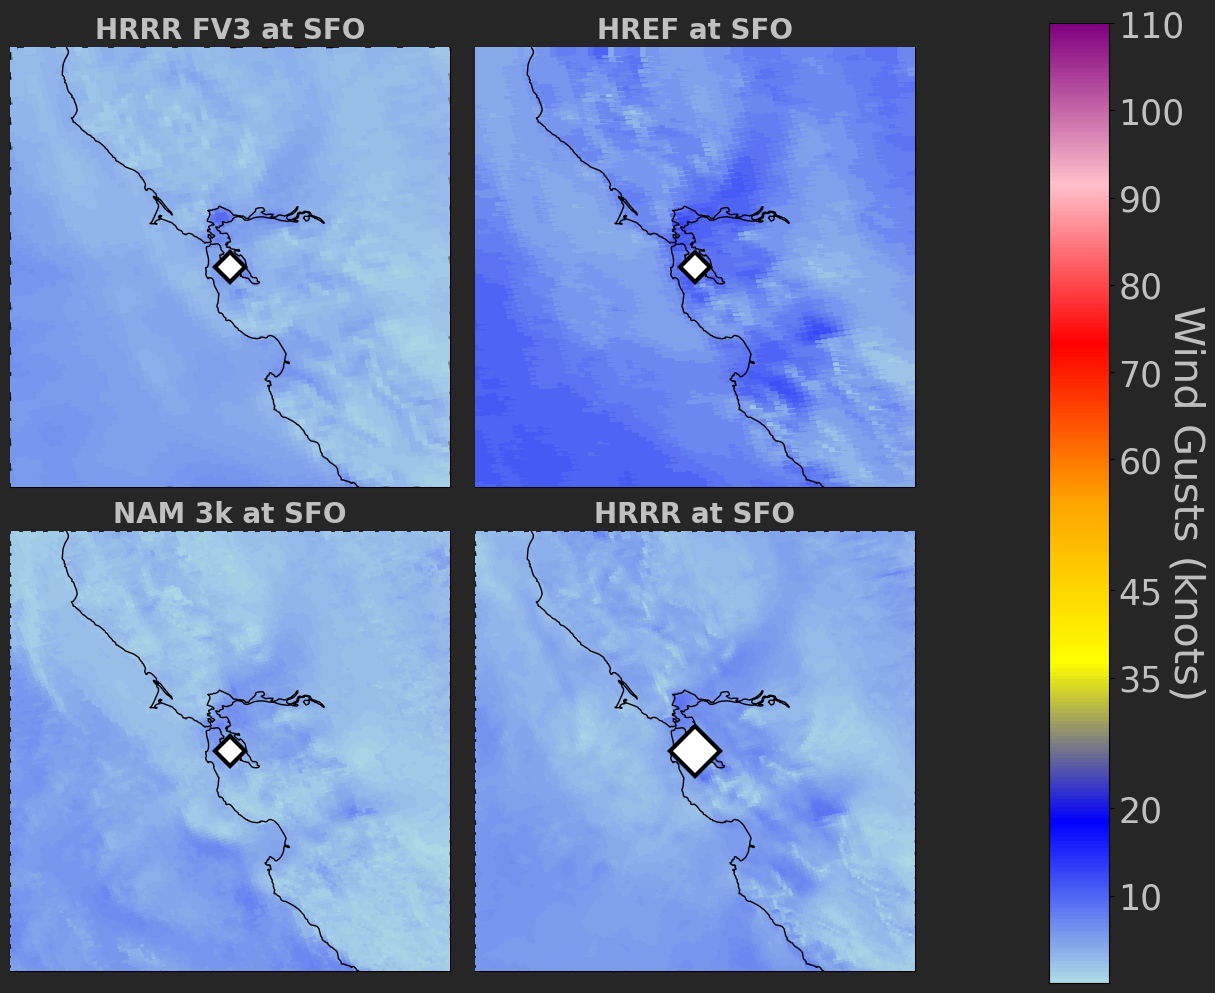 HRRR FV3 at SFO
HREF at SFO
NAM 3k at SFO
HRRR at SFO
110
100
90
80
70
60
45
35
20
10
Wind Gusts (knots)